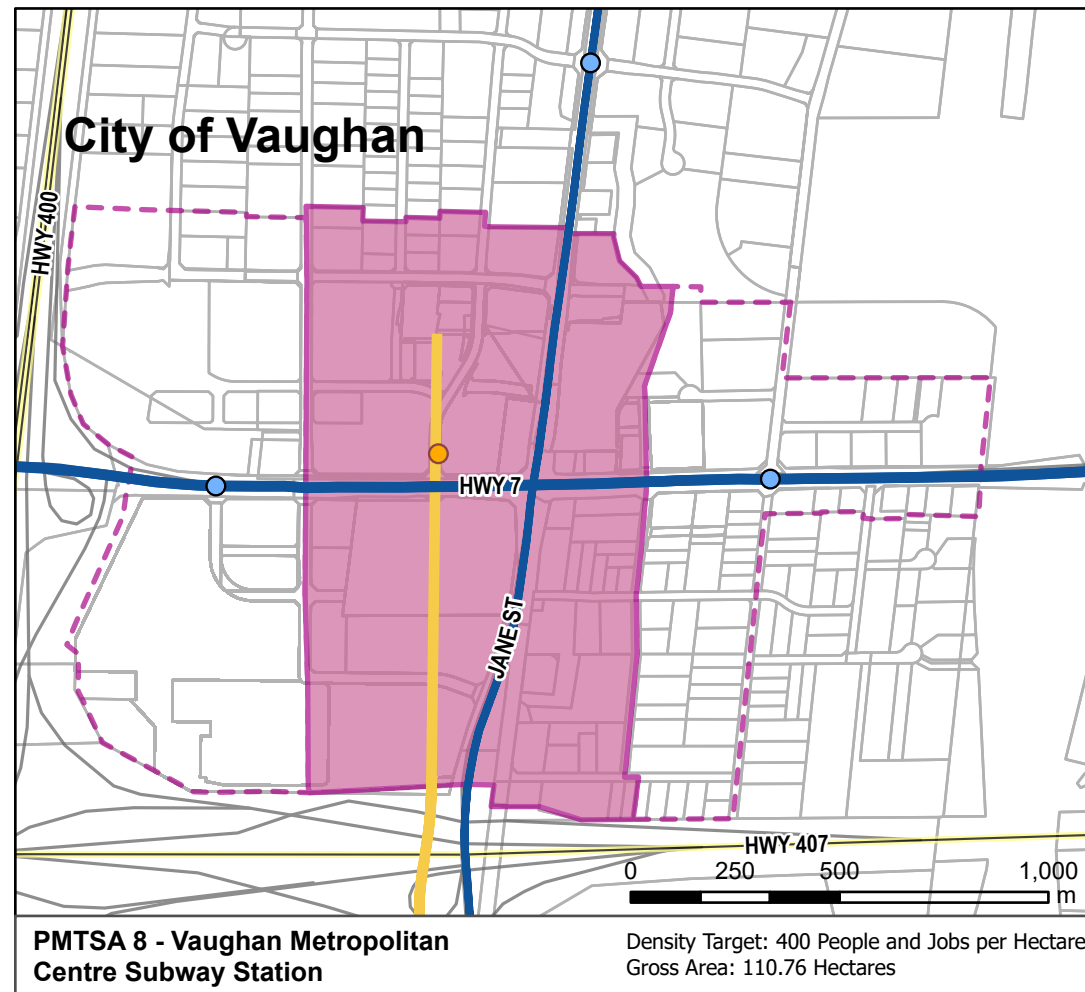 City of Vaughan
HWY 400
HWY 7
JANE ST
HWY 407
0 250 500 1,000
m
PMTSA 8 - Vaughan Metropolitan
Centre Subway Station
Density Target: 400 People and Jobs per Hectare
Gross Area: 110.76 Hectares